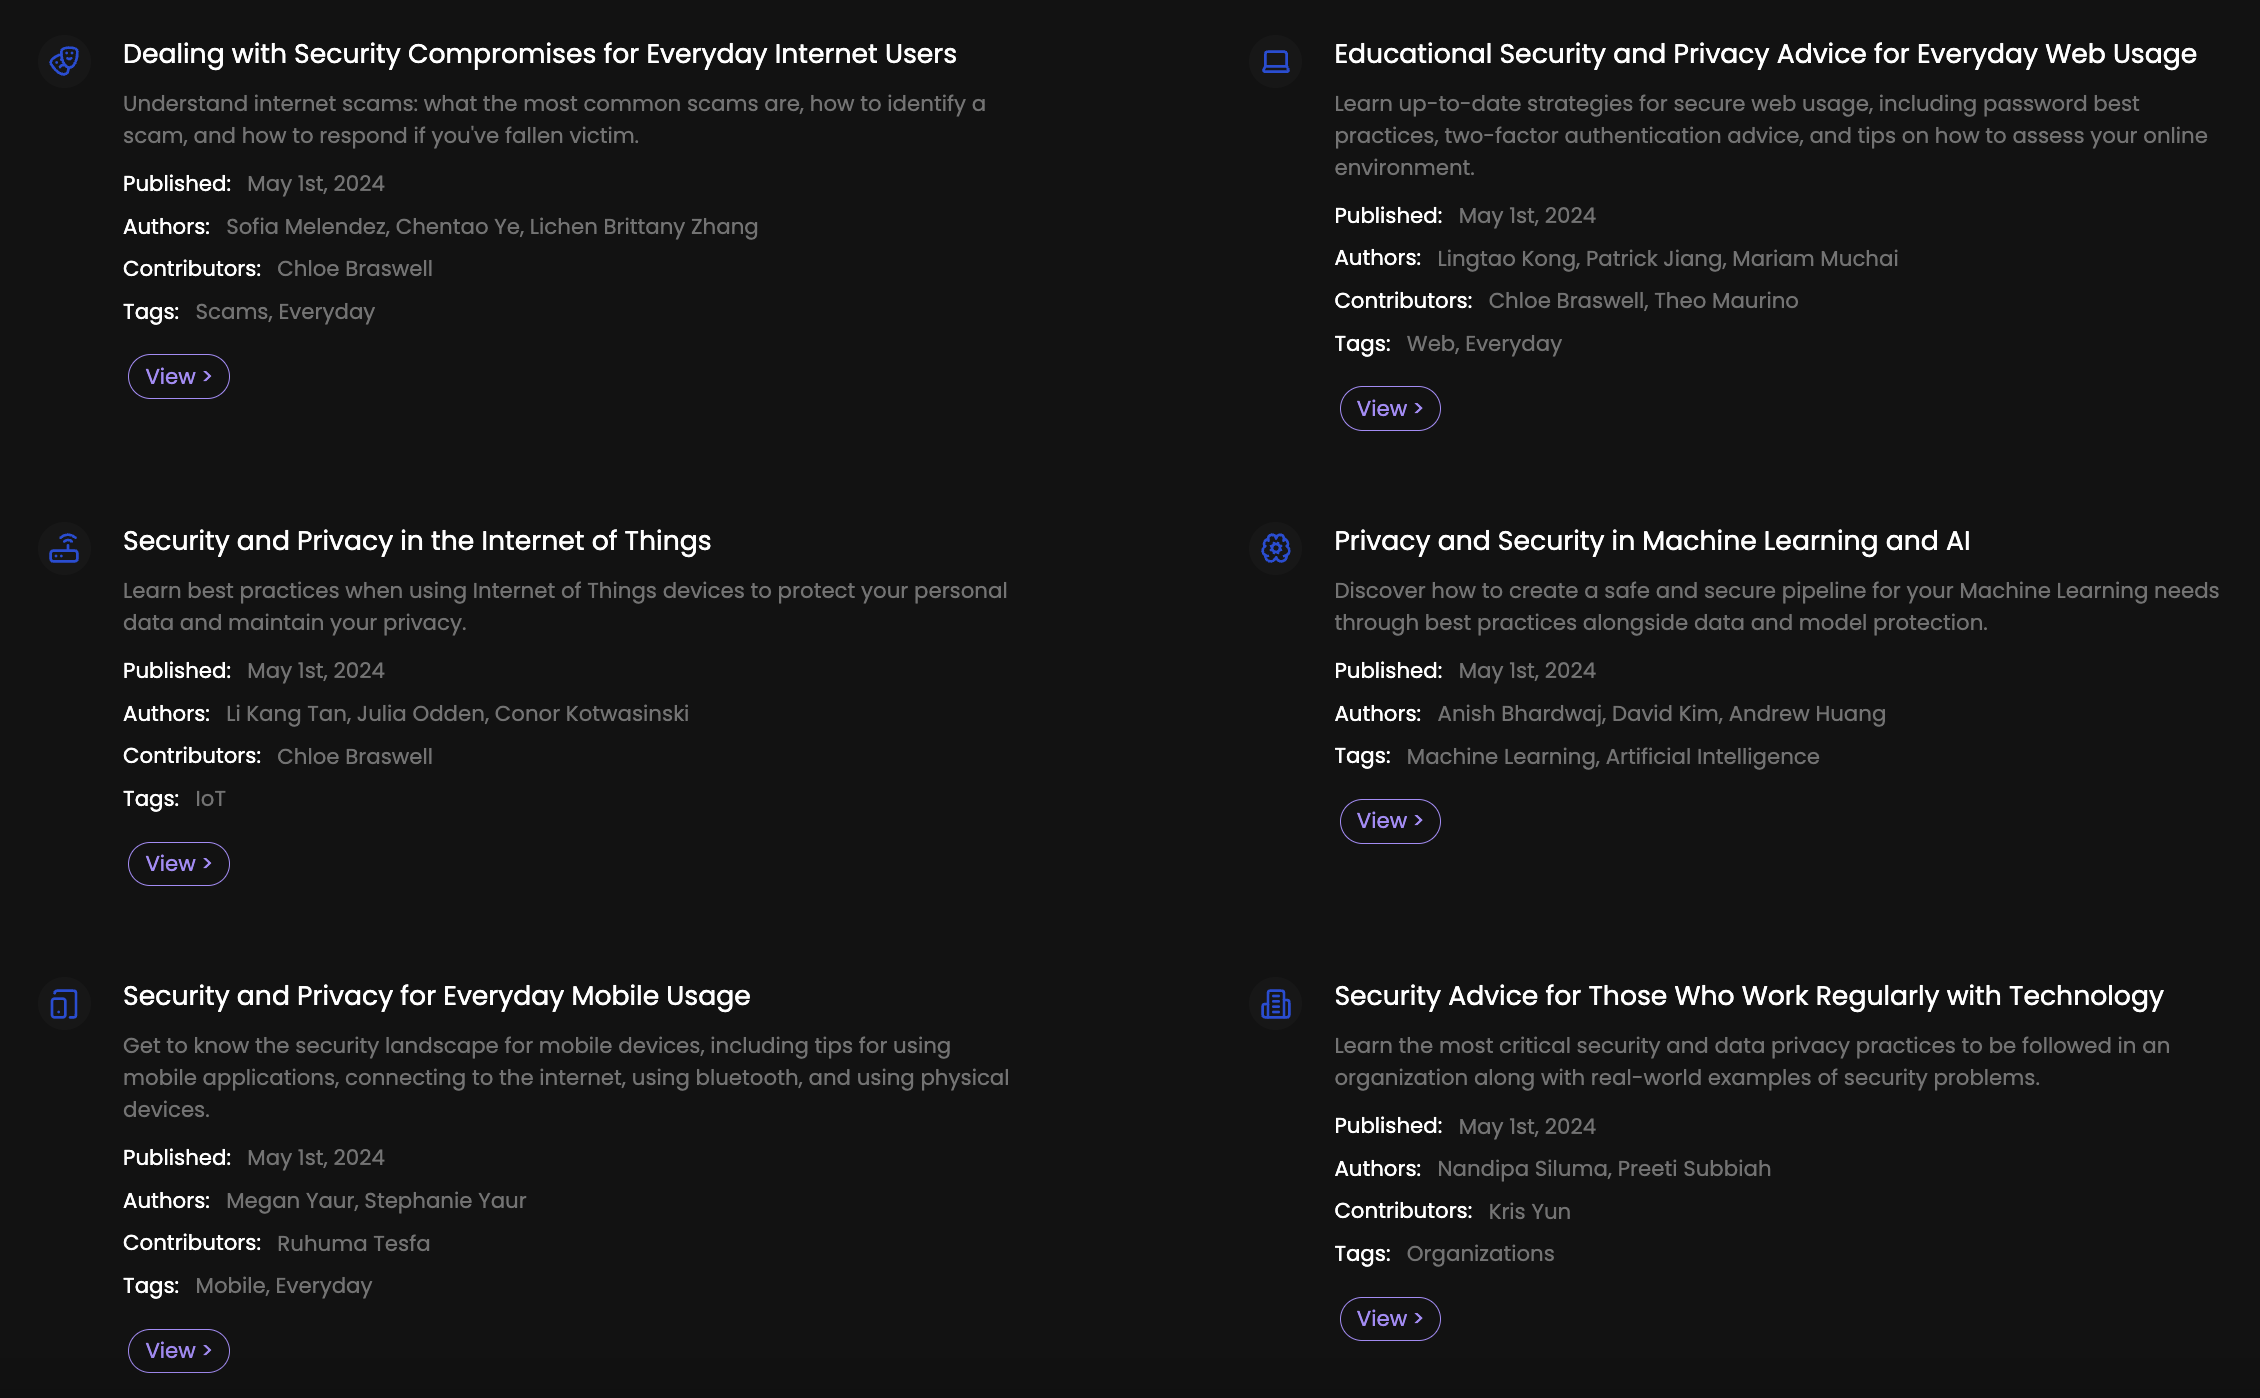 Dealing with Security Compromises for Everyday Internet Users
Understand internet scams: what the most common scams are, how to identify a
scam, and how to respond if you've fallen victim.
Published: May 1st, 2024
Authors: Sofia Melendez, Chentao Ye, Lichen Brittany Zhang
Contributors: Chloe Braswell
Tags: Scams, Everyday
View >
Educational Security and Privacy Advice for Everyday Web Usage
Learn up-to-date strategies for secure web usage, including password best
practices, two-factor authentication advice, and tips on how to assess your online
environment.
Published: May 1st, 2024
Authors: Lingtao Kong, Patrick Jiang, Mariam Muchai
Contributors: Chloe Braswell, Theo Maurino
Tags: Web, Everyday
View >
Security and Privacy in the Internet of Things
Learn best practices when using Internet of Things devices to protect your personal
data and maintain your privacy.
Published: May 1st, 2024
Authors: Li Kang Tan, Julia Odden, Conor Kotwasinski
Contributors: Chloe Braswell
Tags: IoT
View >
Privacy and Security in Machine Learning and AI
Discover how to create a safe and secure pipeline for your Machine Learning needs
through best practices alongside data and model protection.
Published: May 1st, 2024
Authors: Anish Bhardwaj, David Kim, Andrew Huang
Tags: Machine Learning, Artificial Intelligence
View >
Security and Privacy for Everyday Mobile Usage
Get to know the security landscape for mobile devices, including tips for using
mobile applications, connecting to the internet, using bluetooth, and using physical
devices.
Published: May 1st, 2024
Authors: Megan Yaur, Stephanie Yaur
Contributors: Ruhuma Tesfa
Tags: Mobile, Everyday
View >
Security Advice for Those Who Work Regularly with Technology
Learn the most critical security and data privacy practices to be followed in an
organization along with real-world examples of security problems.
Published: May 1st, 2024
Authors: Nandipa Siluma, Preeti Subbiah
Contributors: Kris Yun
Tags: Organizations
View >